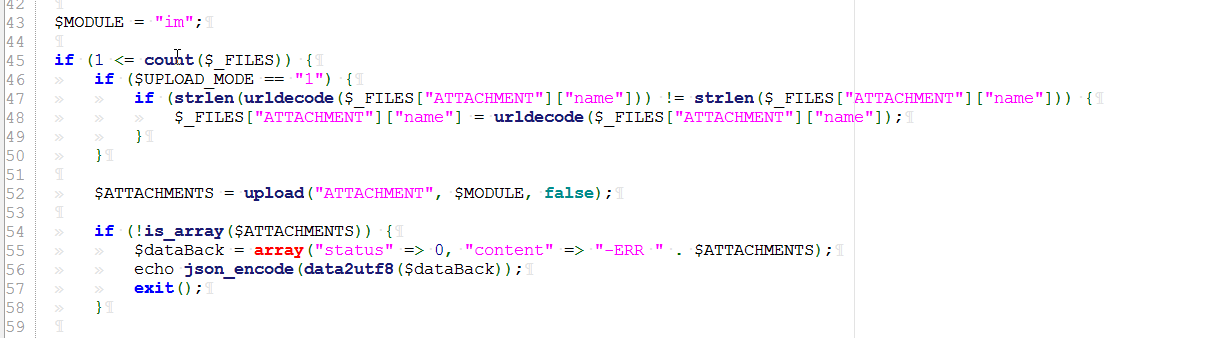 42
43 $MODULE = "im";
44
45 if (1 <= count($_FILES)) {
46 if ($UPLOAD_MODE == "1") {
47 if (strlen(urldecode($_FILES["ATTACHMENT"]["name"])) != strlen($_FILES["ATTACHMENT"]["name"])) {
48 $_FILES["ATTACHMENT"]["name"] = urldecode($_FILES["ATTACHMENT"]["name"]);
49 }
50 }
51
52 $ATTACHMENTS = upload("ATTACHMENT", $MODULE, false);
53
54 if (!is_array($ATTACHMENTS)) {
55 $dataBack = array("status" => 0, "content" => "-ERR " . $ATTACHMENTS);
56 echo json_encode(data2utf8($dataBack));
57 exit();
58 }
59